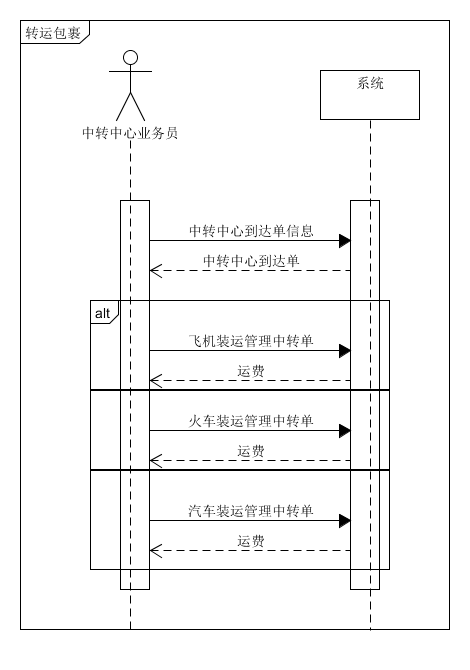 转运包裹
系统
中转中心业务员
中转中心到达单信息
中转中心到达单
alt
飞机装运管理中转单
运费
火车装运管理中转单
运费
汽车装运管理中转单
运费